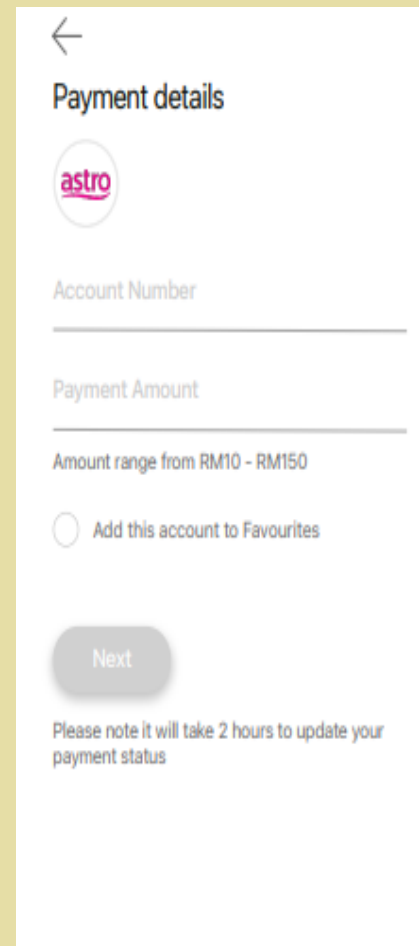 Payment details
astro
Account Number
Payment Amount
Amount range from RM10 - RM150
Add this account to Favourites
Next
Please note it will take 2 hours to update your
payment status